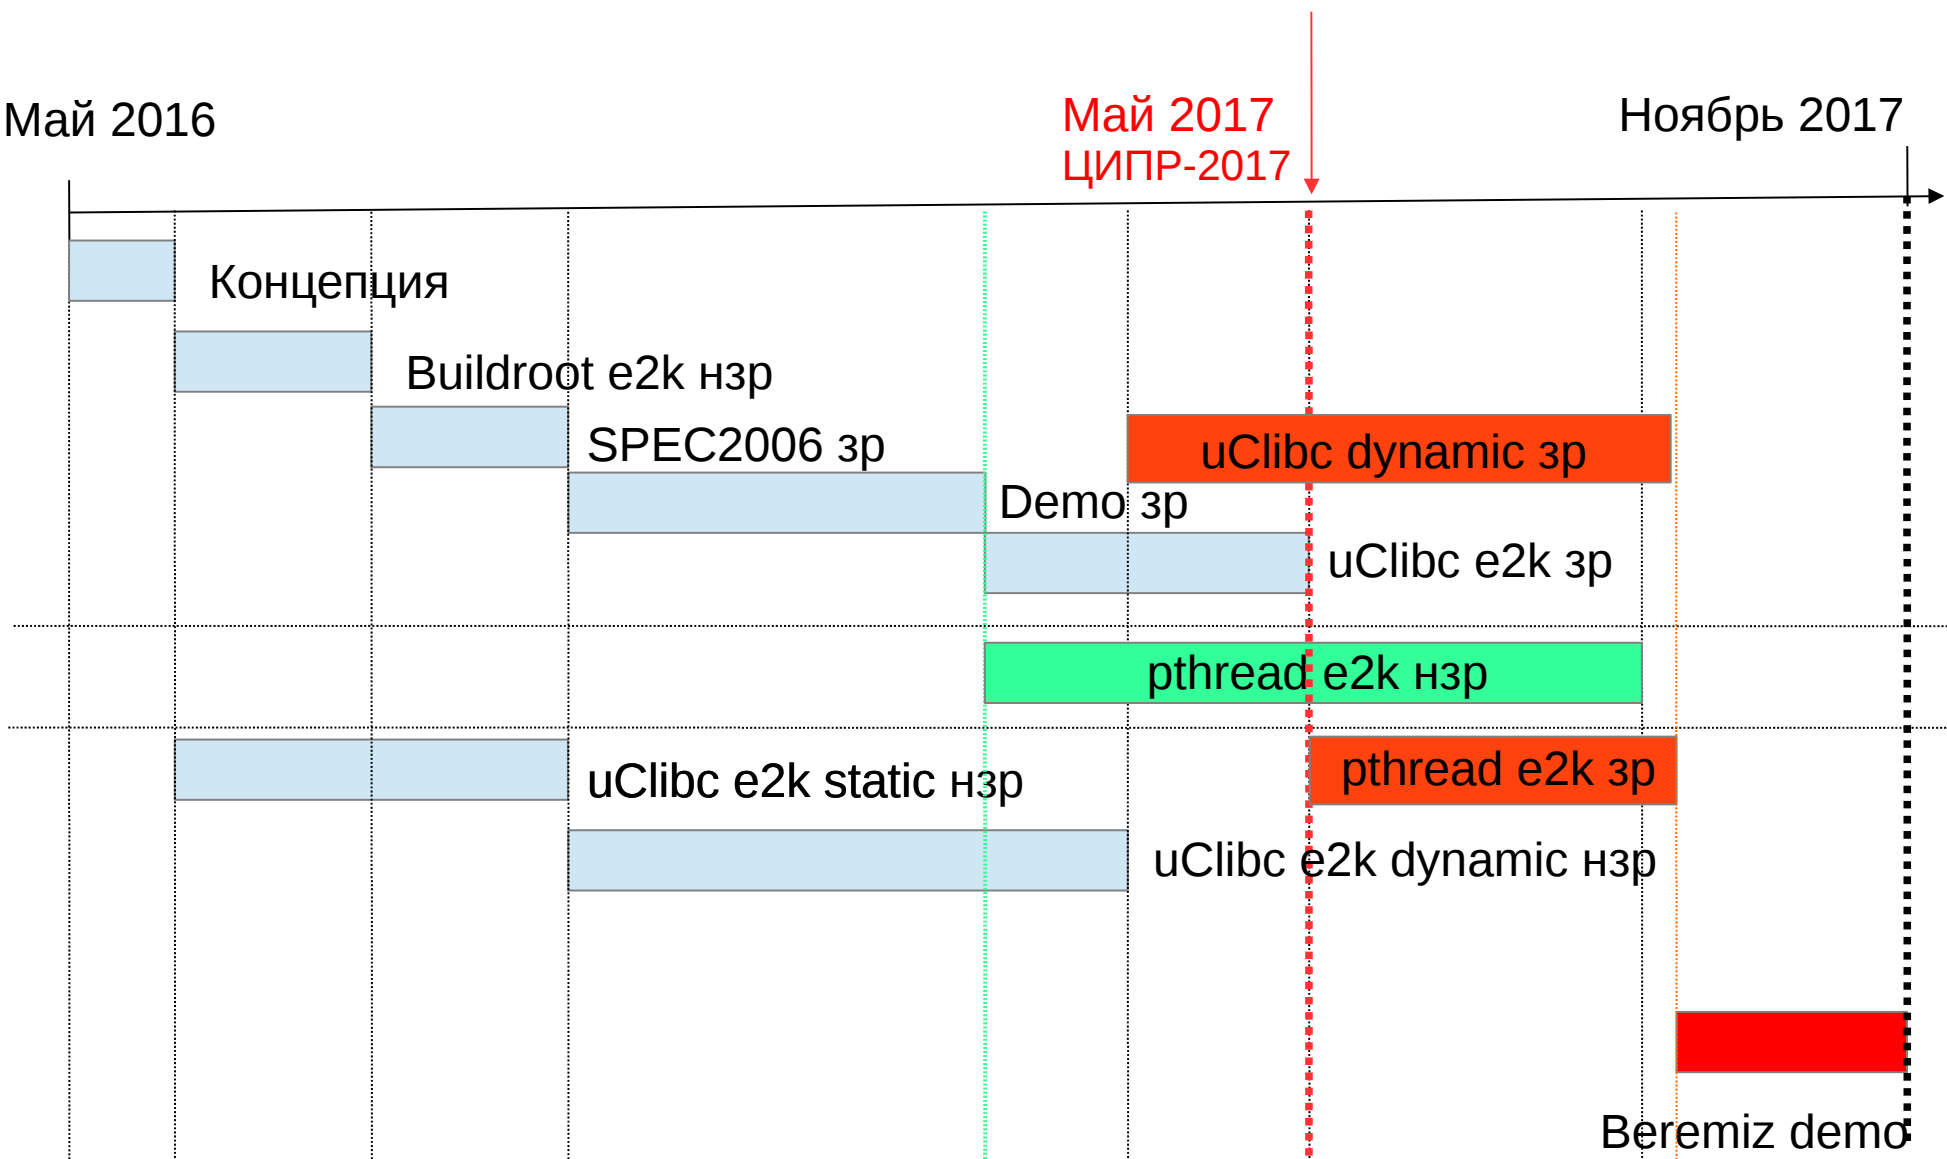 Май 2016
Май 2017
ЦИПР-2017
Ноябрь 2017
Концепция
Buildroot e2k нзр
SPEC2006 зр
uClibc dynamic зр
Demo зр
uClibc e2k зр
pthread e2k нзр
uClibc e2k static нзр
pthread e2k зр
uClibc e2k dynamic нзр
Beremiz demo